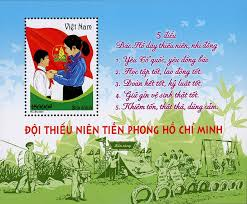 Việt Nam
5 điều
Bác Hồ dạy thiếu niên, nhi đồng
1. Yêu Tổ quốc, yêu đồng bào
2. Học tập tốt, lao động tốt
3. Đoàn kết tốt, kỷ luật tốt
4. Giữ gìn vệ sinh thật tốt
5. Khiêm tốn, thật thà, dũng cảm.
ĐỘI THIẾU NIÊN TIỀN PHONG HỒ CHÍ MINH